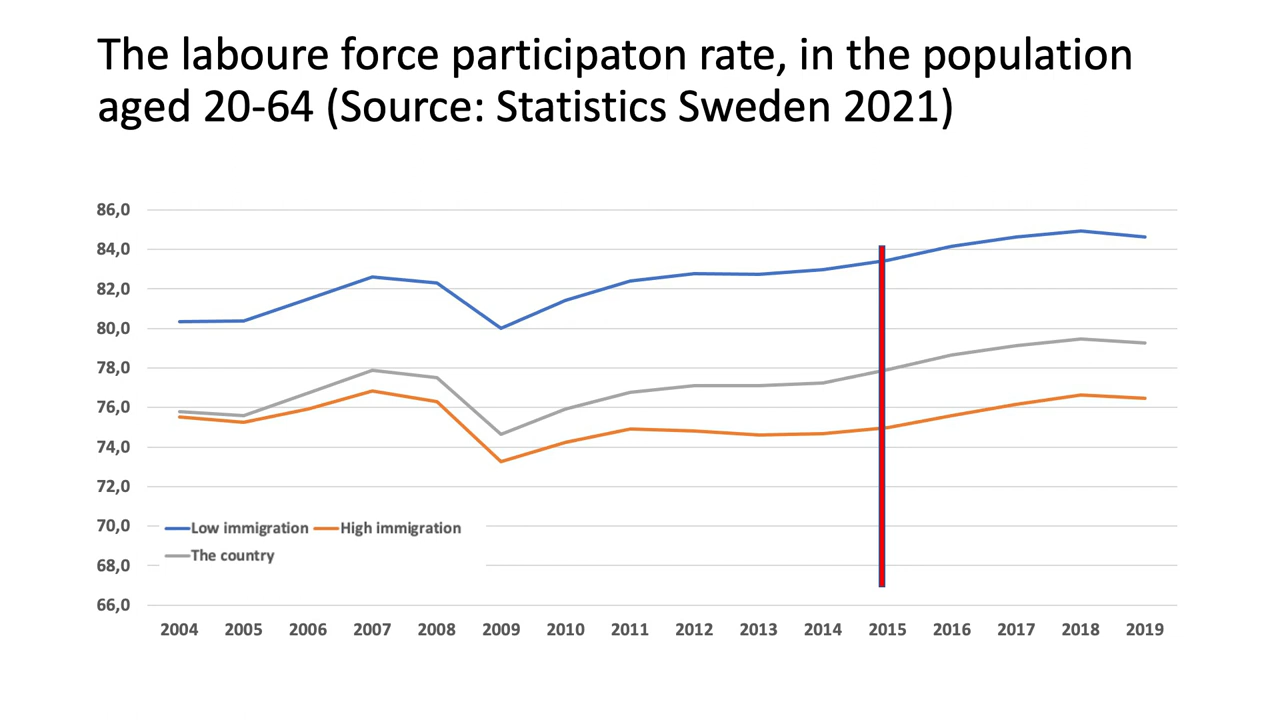 The laboure force participaton rate, in the population
aged 20-64 (Source: Statistics Sweden 2021)
86,0
84,0
82,0
80,0
78,0
76,0
74,0
72,0
70,0
68,0
66,0
Low immigration High immigration
The country
2004 2005 2006 2007 2008 2009 2010 2011 2012 2013 2014 2015 2016 2017 2018 2019